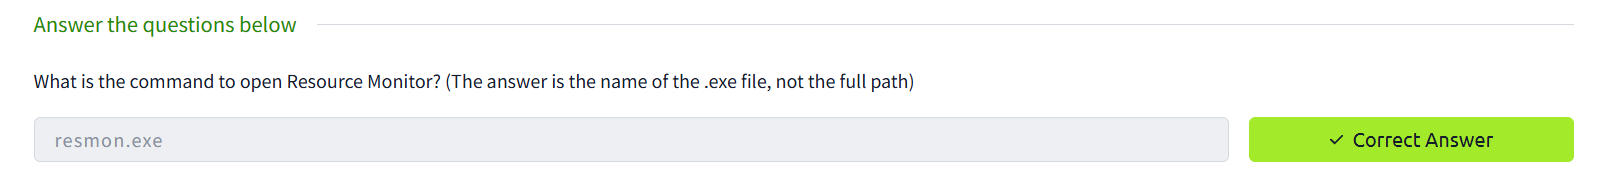 Answer the questions below
What is the command to open Resource Monitor? (The answer is the name of the .exe file, not the full path)
resmon.exe
✓ Correct Answer